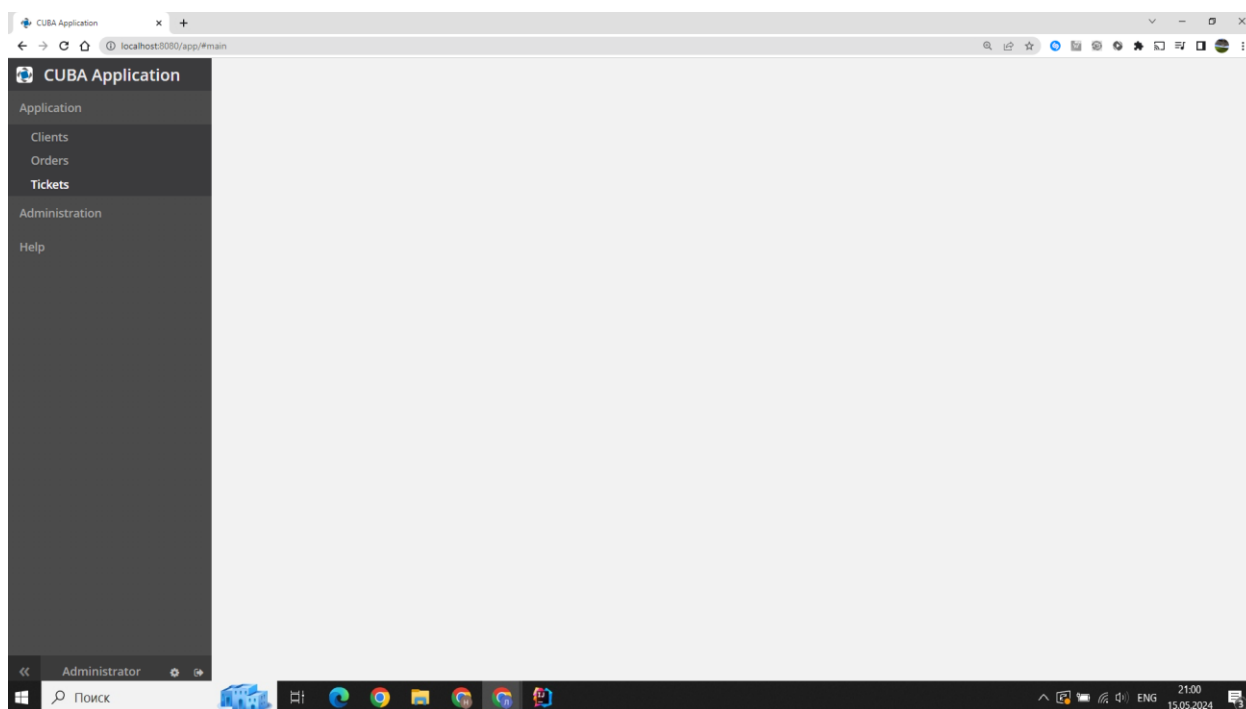 CUBA Application
localhost:8080/app/#main
CUBA Application
Application
Clients
Orders
Tickets
Administration
Help
Administrator
Поиск
ENG
21:00
15.05.2024
3